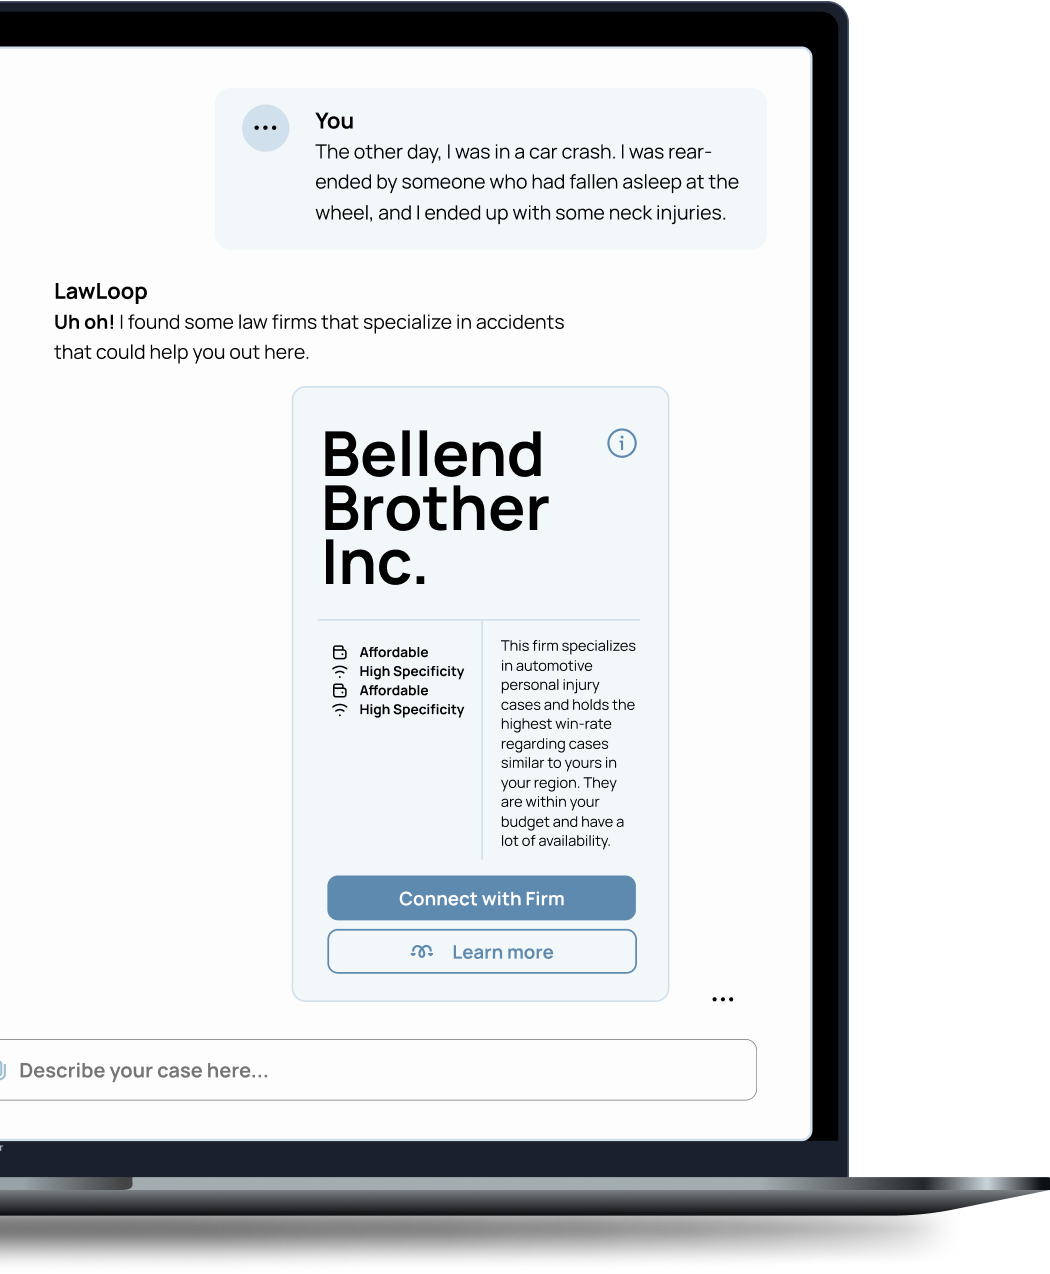 You
The other day, I was in a car crash. I was rear-
ended by someone who had fallen asleep at the
wheel, and I ended up with some neck injuries.
LawLoop
Uh oh! I found some law firms that specialize in accidents
that could help you out here.
Bellend
Brother
Inc.
Affordable
High Specificity
Affordable
High Specificity
This firm specializes
in automotive
personal injury
cases and holds the
highest win-rate
regarding cases
similar to yours in
your region. They
are within your
budget and have a
lot of availability.
Connect with Firm
Learn more
Describe your case here...